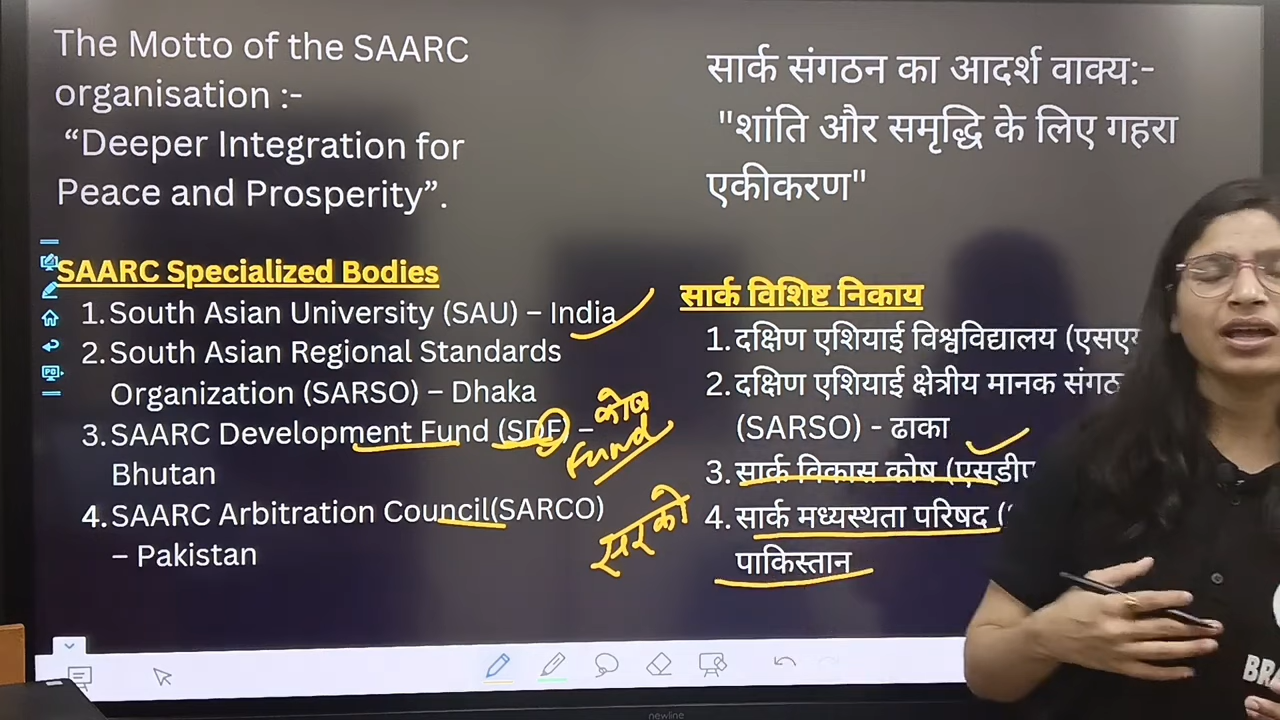 The Motto of the SAARC
organisation :-
“Deeper Integration for
Peace and Prosperity”.
SAARC Specialized Bodies
1. South Asian University (SAU) – India
2. South Asian Regional Standards
Organization (SARSO) – Dhaka
3. SAARC Development Fund (SDF) –
Bhutan
4. SAARC Arbitration Council(SARCO)
– Pakistan
कोष
Fund
सरको
सार्क संगठन का आदर्श वाक्य:-
"शांति और समृद्धि के लिए गहरा
एकीकरण"
सार्क विशिष्ट निकाय
1. दक्षिण एशियाई विश्वविद्यालय
2. दक्षिण एशियाई क्षेत्रीय मानक
(SARSO) - ढाका
3. सार्क विकास कोष
4. सार्क मध्यस्थता परिषद
पाकिस्तान
newline